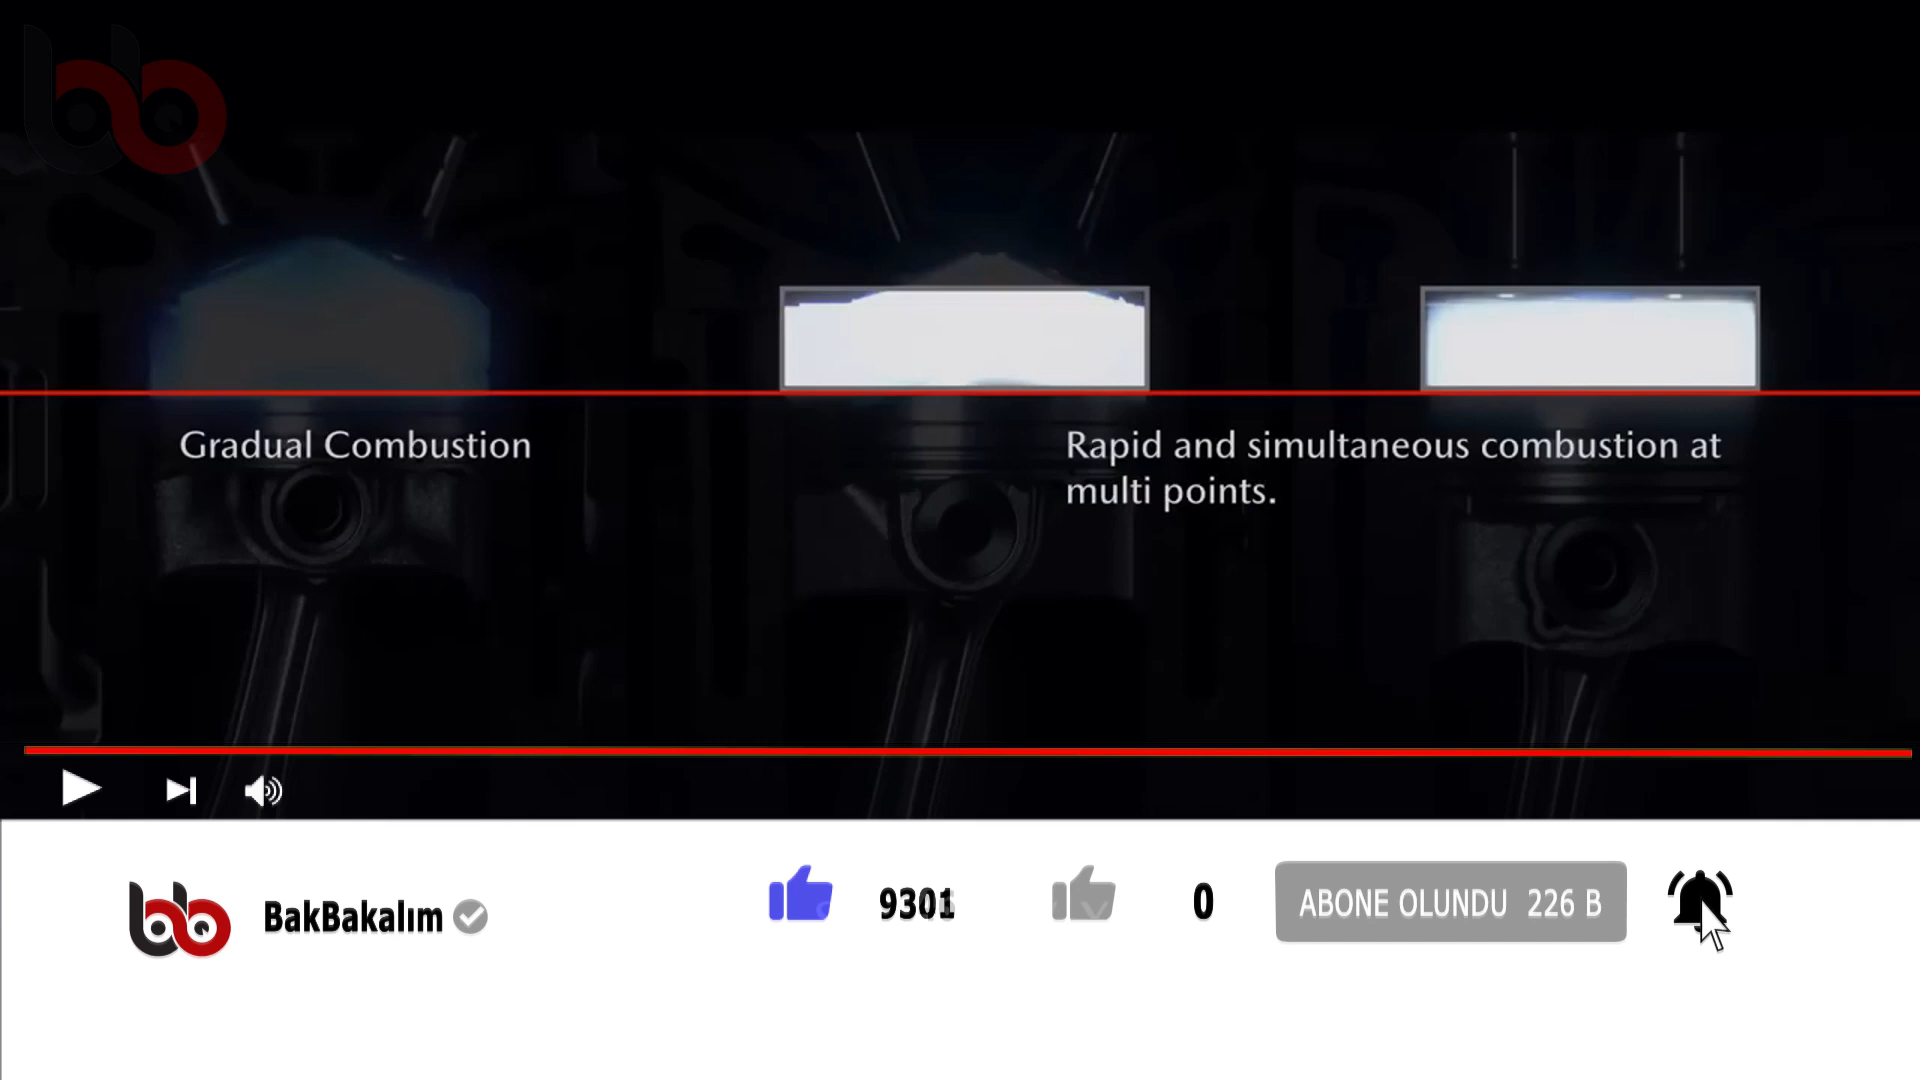 Gradual Combustion
Rapid and simultaneous combustion at
multi points.
BakBakalım
9301
0
ABONE OLUNDU 226 B